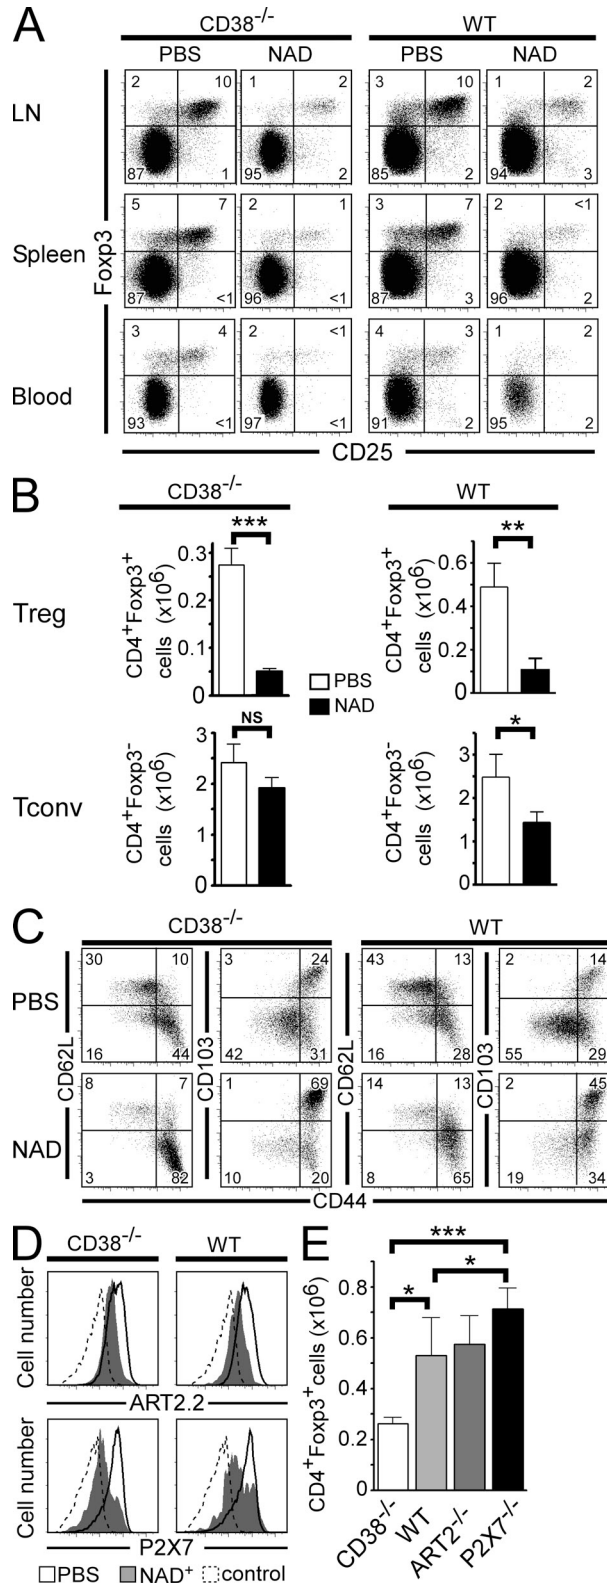 A
CD38-/- WT
PBS NAD PBS NAD
LN
2 10 1 2 3 10 1 2
87 1 95 2 85 2 94 3
Spleen
5 7 2 1 3 7 2 <1
87 <1 96 <1 87 3 96 2
Blood
3 4 2 <1 4 3 1 2
93 <1 97 <1 91 2 95 2
Foxp3
CD25
B
CD38-/- WT
Treg
CD4+Foxp3+
cells (x10^6)
0.3
0.2
0.1
0
***
CD4+Foxp3+
cells (x10^6)
0.6
0.4
0.2
0
**
PBS
NAD
Tconv
CD4+Foxp3-
cells (x10^6)
3
2
1
0
NS
CD4+Foxp3-
cells (x10^6)
3
2
1
0
*
C
CD38-/- WT
PBS
30 10 3 24 43 13 2 14
16 44 42 31 16 28 55 29
NAD
8 7 1 69 14 13 2 45
3 82 10 20 8 65 19 34
CD62L
CD103
CD62L
CD103
CD44
D
CD38-/- WT
Cell number
ART2.2
Cell number
P2X7
PBS NAD+ control
E
CD4+Foxp3+cells (x10^6)
0.8
0.6
0.4
0.2
0
***
*
*
CD38-/-
WT
ART2-/-
P2X7-/-